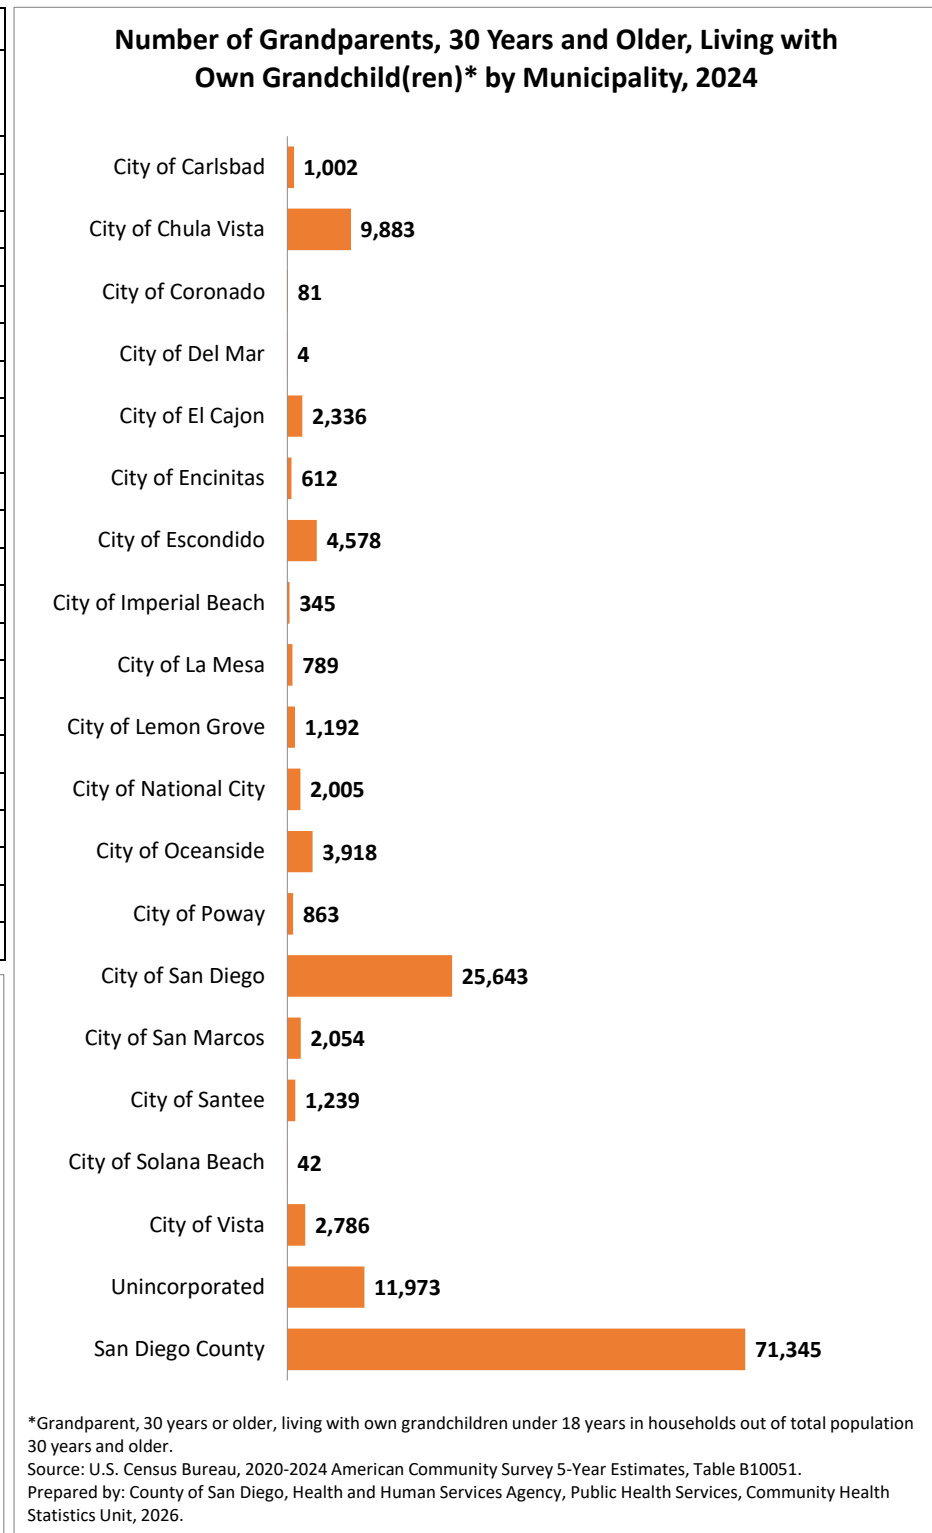 Number of Grandparents, 30 Years and Older, Living with
Own Grandchild(ren)* by Municipality, 2024
City of Carlsbad 1,002
City of Chula Vista 9,883
City of Coronado 81
City of Del Mar 4
City of El Cajon 2,336
City of Encinitas 612
City of Escondido 4,578
City of Imperial Beach 345
City of La Mesa 789
City of Lemon Grove 1,192
City of National City 2,005
City of Oceanside 3,918
City of Poway 863
City of San Diego 25,643
City of San Marcos 2,054
City of Santee 1,239
City of Solana Beach 42
City of Vista 2,786
Unincorporated 11,973
San Diego County 71,345
*Grandparent, 30 years or older, living with own grandchildren under 18 years in households out of total population
30 years and older.
Source: U.S. Census Bureau, 2020-2024 American Community Survey 5-Year Estimates, Table B10051.
Prepared by: County of San Diego, Health and Human Services Agency, Public Health Services, Community Health
Statistics Unit, 2026.